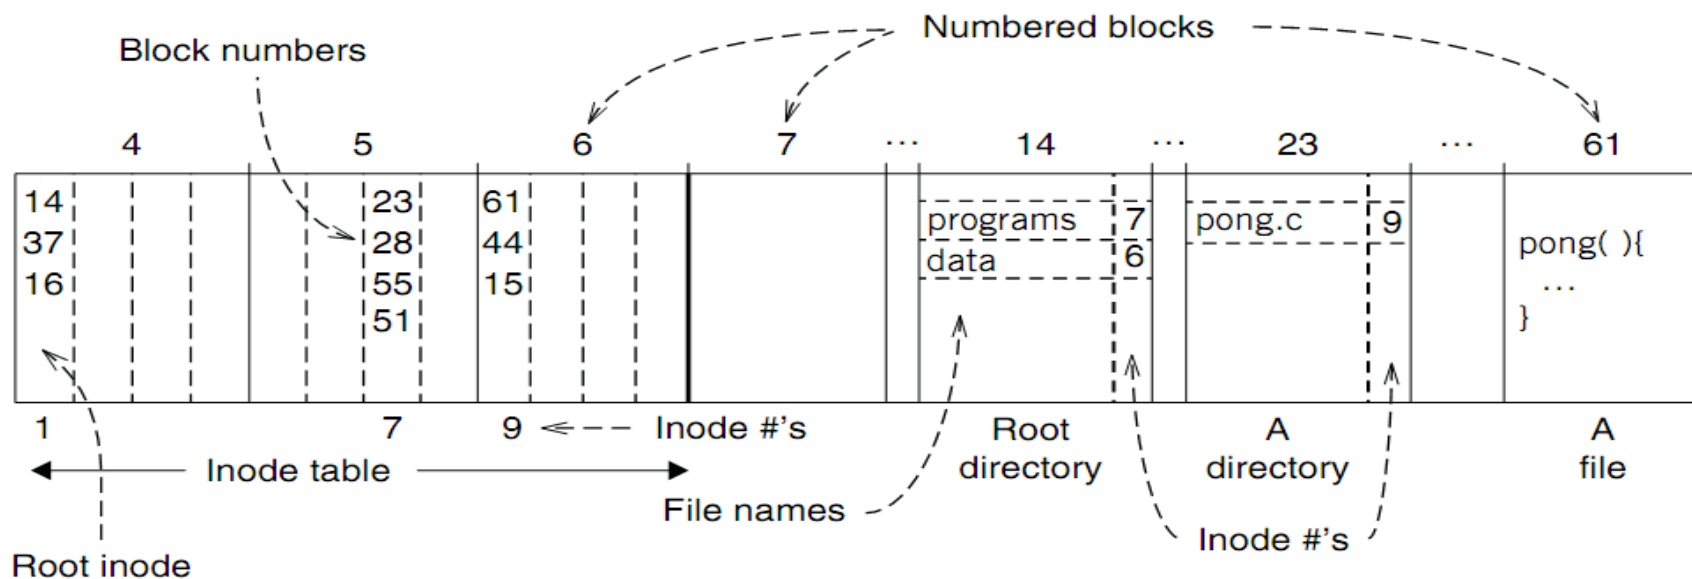 Numbered blocks
Block numbers
4 5 6 7 ... 14 ... 23 ... 61
14 23 61
programs 7 pong.c 9
37 28 44
pong( ){
data 6
16 55 15
...
51
}
1 7 9 Inode #'s Root A A
directory directory file
Inode table
File names
Inode #'s
Root inode